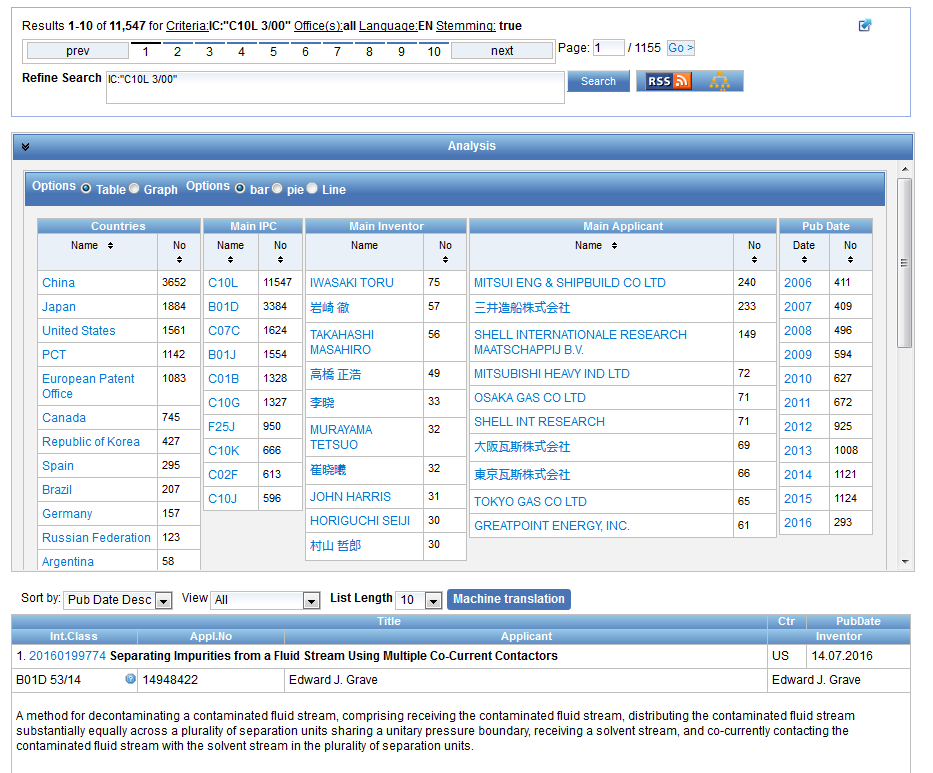 Results 1-10 of 11,547 for Criteria:IC:"C10L 3/00" Office(s):all Language:EN Stemming: true
prev 1 2 3 4 5 6 7 8 9 10 next Page: 1 / 1155 Go >
Refine Search IC:"C10L 3/00" Search RSS
Analysis
Options Table Graph Options bar pie Line
Countries
Name No
China 3652
Japan 1884
United States 1561
PCT 1142
European Patent 1083
Office
Canada 745
Republic of Korea 427
Spain 295
Brazil 207
Germany 157
Russian Federation 123
Argentina 58
Main IPC
Name No
C10L 11547
B01D 3384
C07C 1624
B01J 1554
C01B 1328
C10G 1327
F25J 950
C10K 666
C02F 613
C10J 596
Main Inventor
Name No
IWASAKI TORU 75
岩崎 徹 57
TAKAHASHI 56
MASAHIRO
高橋 正浩 49
李晓 33
MURAYAMA 32
TETSUO
崔晓曦 32
JOHN HARRIS 31
HORIGUCHI SEIJI 30
村山 哲郎 30
Main Applicant
Name No
MITSUI ENG & SHIPBUILD CO LTD 240
三井造船株式会社 233
SHELL INTERNATIONALE RESEARCH 149
MAATSCHAPPIJ B.V.
MITSUBISHI HEAVY IND LTD 72
OSAKA GAS CO LTD 71
SHELL INT RESEARCH 71
大阪瓦斯株式会社 69
東京瓦斯株式会社 66
TOKYO GAS CO LTD 65
GREATPOINT ENERGY, INC. 61
Pub Date
Date No
2006 411
2007 409
2008 496
2009 594
2010 627
2011 672
2012 925
2013 1008
2014 1121
2015 1124
2016 293
Sort by: Pub Date Desc View All List Length 10 Machine translation
Title Ctr PubDate
Int.Class Appl.No Applicant Inventor
1. 20160199774 Separating Impurities from a Fluid Stream Using Multiple Co-Current Contactors US 14.07.2016
B01D 53/14 14948422 Edward J. Grave Edward J. Grave
A method for decontaminating a contaminated fluid stream, comprising receiving the contaminated fluid stream, distributing the contaminated fluid stream
substantially equally across a plurality of separation units sharing a unitary pressure boundary, receiving a solvent stream, and co-currently contacting the
contaminated fluid stream with the solvent stream in the plurality of separation units.